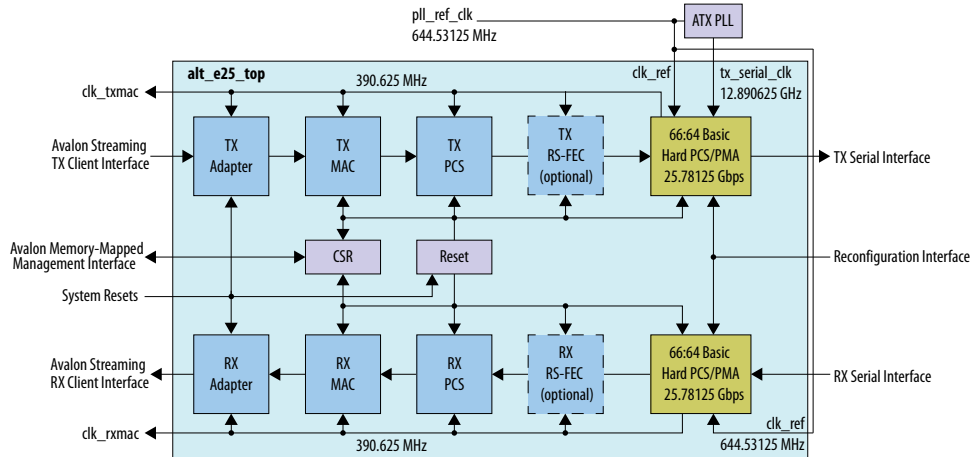 pll_ref_clk
644.53125 MHz
ATX PLL
alt_e25_top
390.625 MHz
clk_ref
tx_serial_clk
12.890625 GHz
clk_txmac
Avalon Streaming
TX Client Interface
TX
Adapter
TX
MAC
TX
PCS
TX
RS-FEC
(optional)
66:64 Basic
Hard PCS/PMA
25.78125 Gbps
TX Serial Interface
Avalon Memory-Mapped
Management Interface
CSR
Reset
Reconfiguration Interface
System Resets
Avalon Streaming
RX Client Interface
RX
Adapter
RX
MAC
RX
PCS
RX
RS-FEC
(optional)
66:64 Basic
Hard PCS/PMA
25.78125 Gbps
RX Serial Interface
clk_rxmac
390.625 MHz
clk_ref
644.53125 MHz